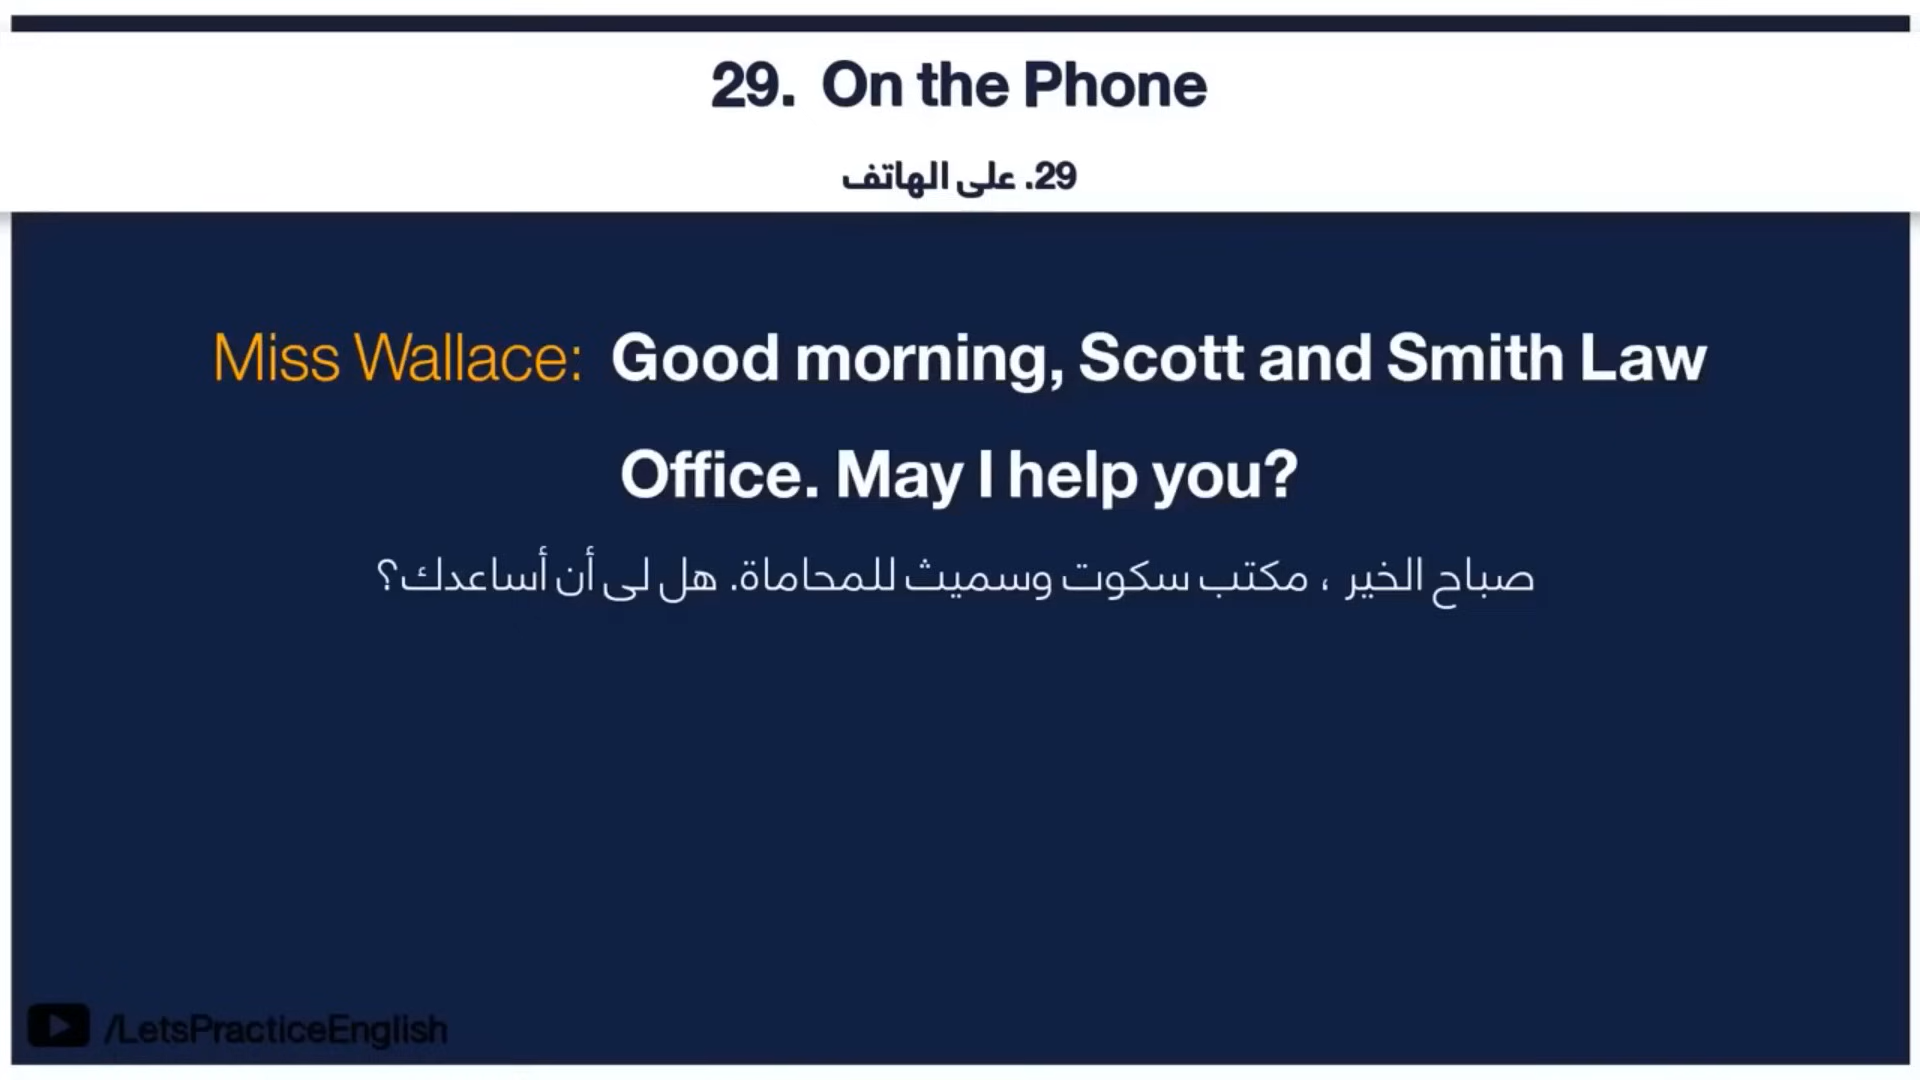 29. On the Phone
29. على الهاتف
Miss Wallace: Good morning, Scott and Smith Law
Office. May I help you?
صباح الخير ، مكتب سكوت وسميث للمحاماة. هل لى أن أساعدك؟
/LetsPracticeEnglish